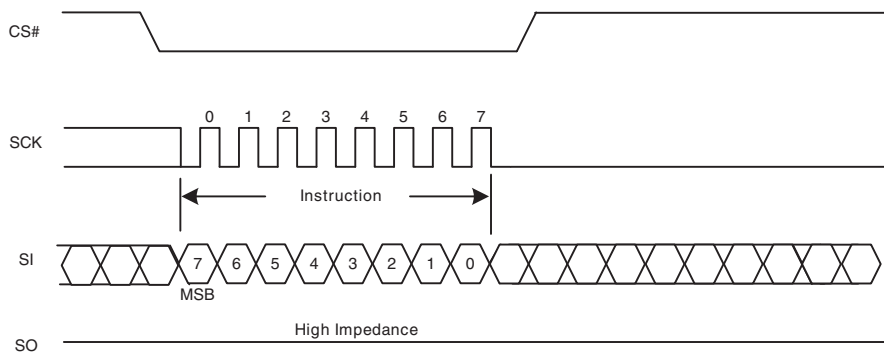 CS#
0 1 2 3 4 5 6 7
SCK
Instruction
SI
7 6 5 4 3 2 1 0
MSB
High Impedance
SO